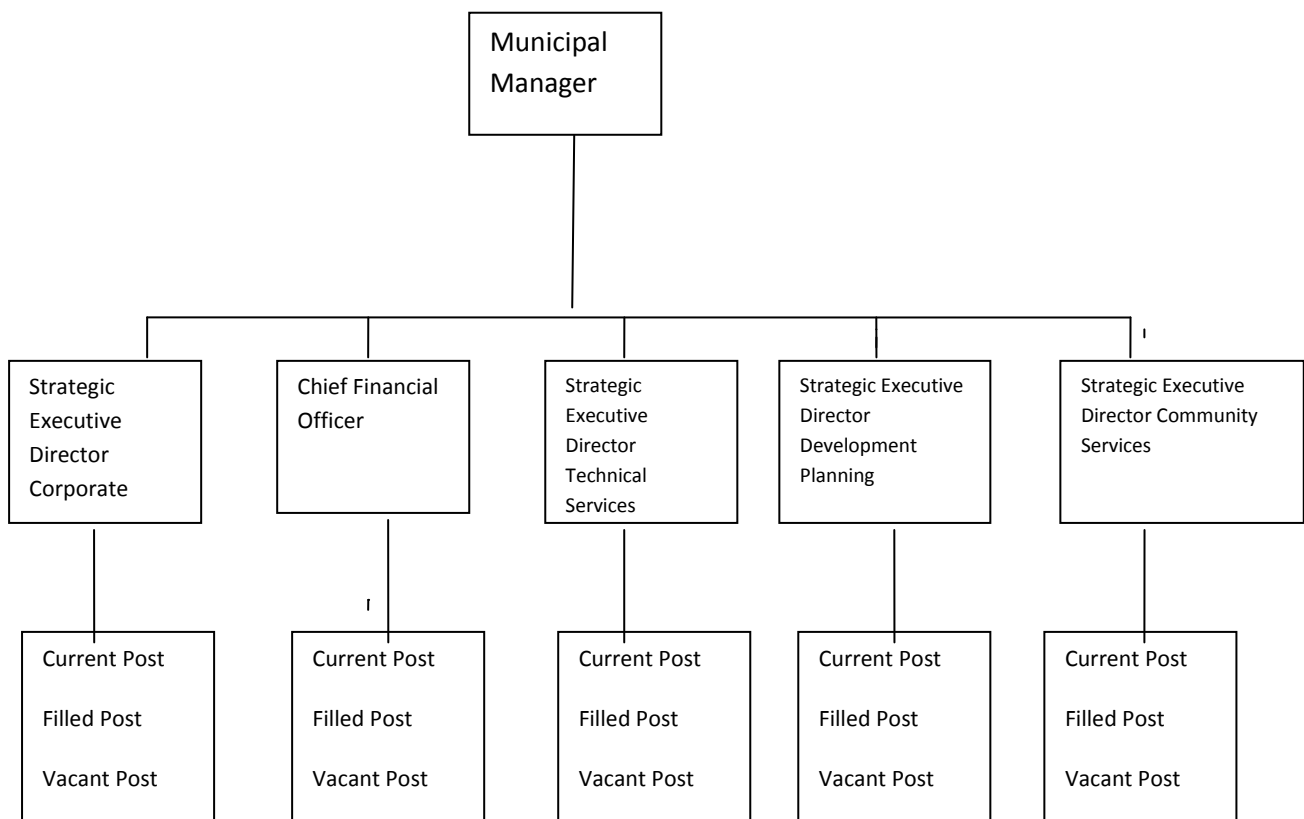 Municipal
Manager
Strategic
Executive
Director
Corporate
Chief Financial
Officer
Strategic
Executive
Director
Technical
Services
Strategic Executive
Director
Development
Planning
Strategic Executive
Director Community
Services
Current Post
Filled Post
Vacant Post
Current Post
Filled Post
Vacant Post
Current Post
Filled Post
Vacant Post
Current Post
Filled Post
Vacant Post
Current Post
Filled Post
Vacant Post